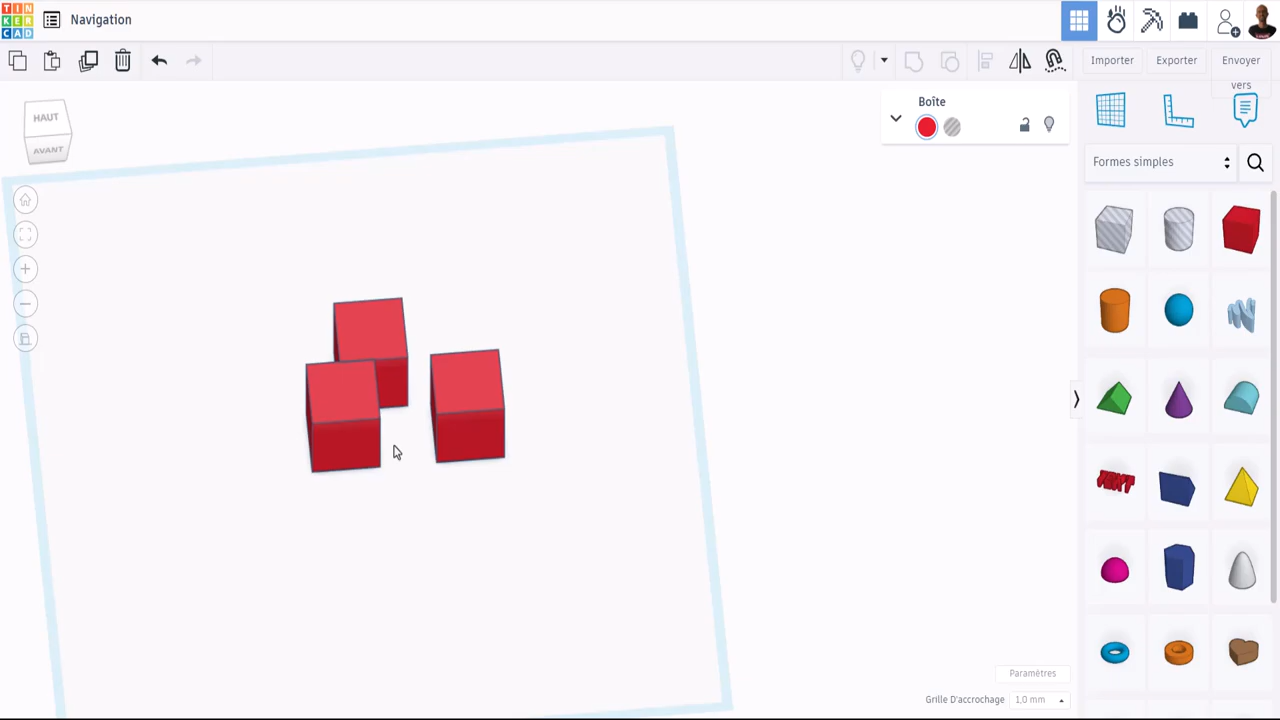 TIN
KER
CAD
Navigation
Importer
Exporter
Envoyer
vers
HAUT
AVANT
Boîte
Formes simples
TEXT
Paramètres
Grille D'accrochage
1,0 mm